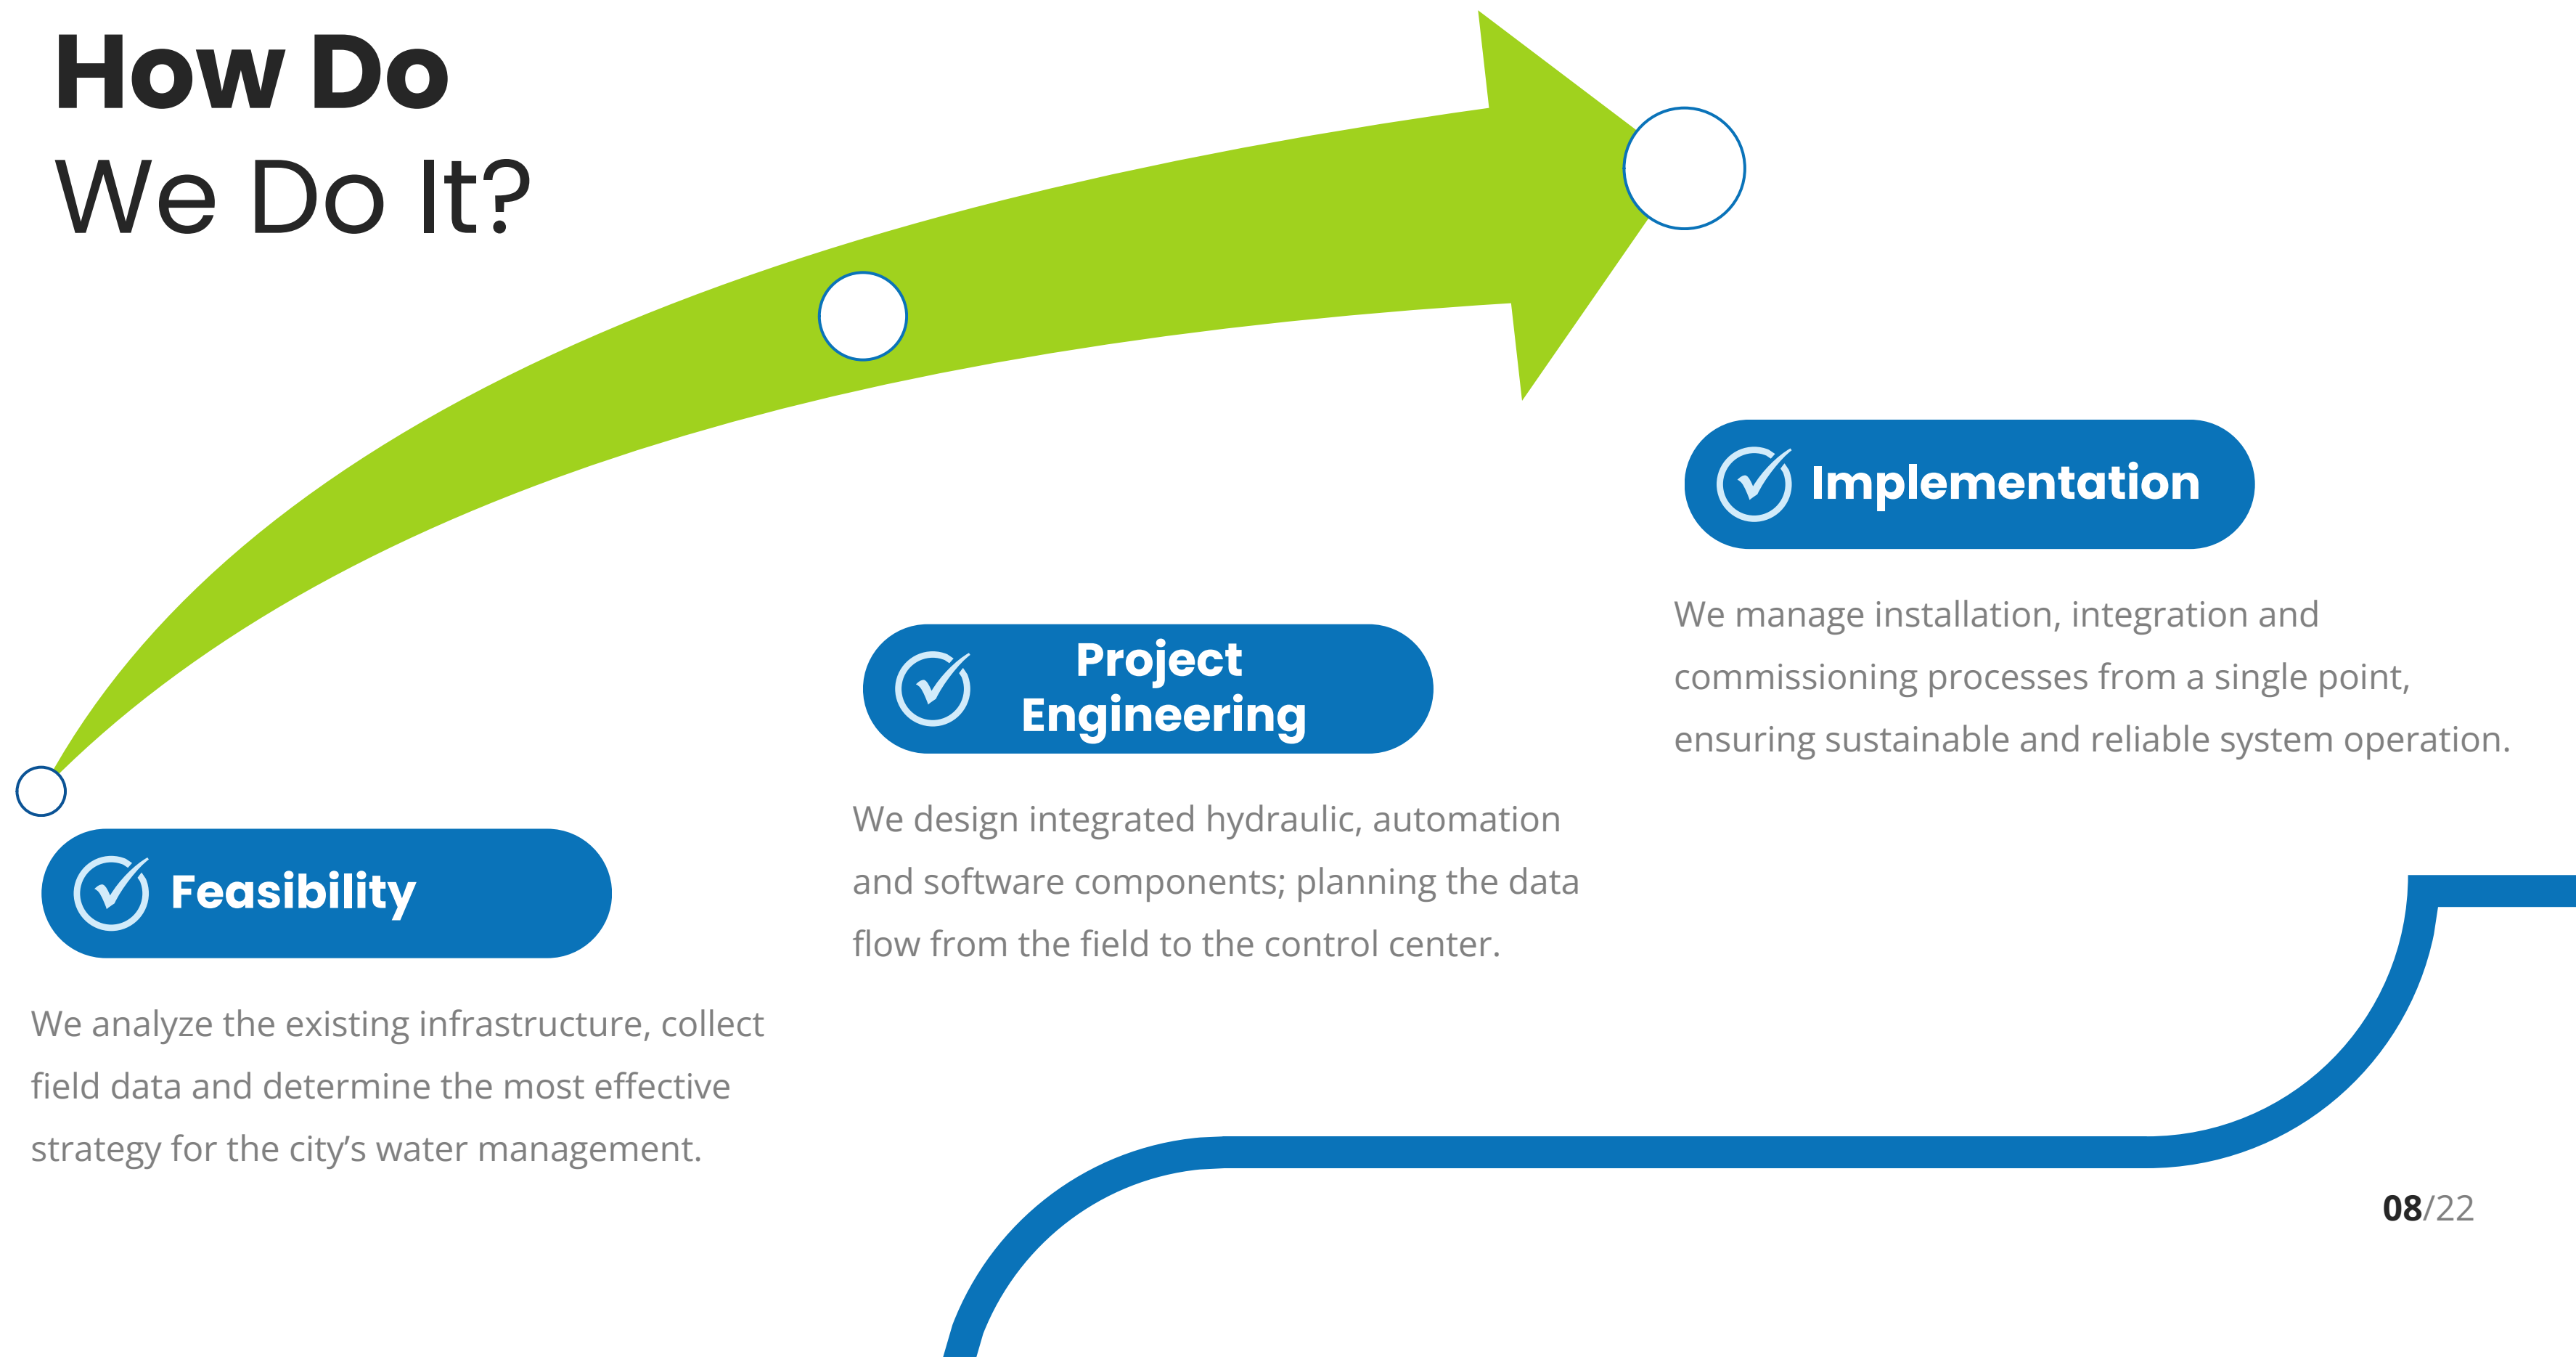 How Do
We Do It?
Feasibility
We analyze the existing infrastructure, collect
field data and determine the most effective
strategy for the city’s water management.
Project
Engineering
We design integrated hydraulic, automation
and software components; planning the data
flow from the field to the control center.
Implementation
We manage installation, integration and
commissioning processes from a single point,
ensuring sustainable and reliable system operation.
08/22